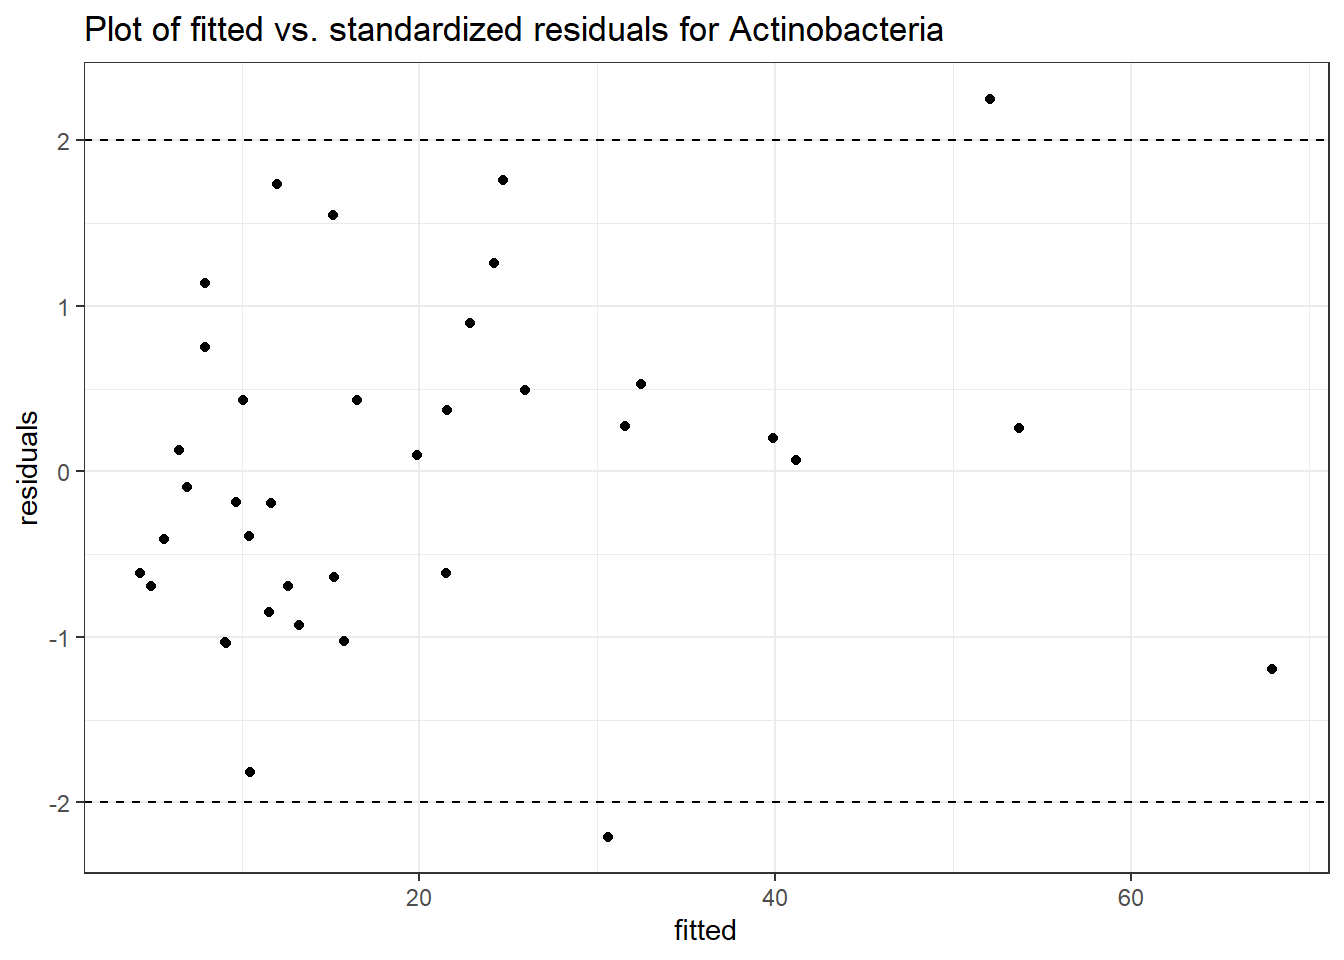 Plot of fitted vs. standardized residuals for Actinobacteria
2
1
0
-1
-2
residuals
20
40
60
fitted